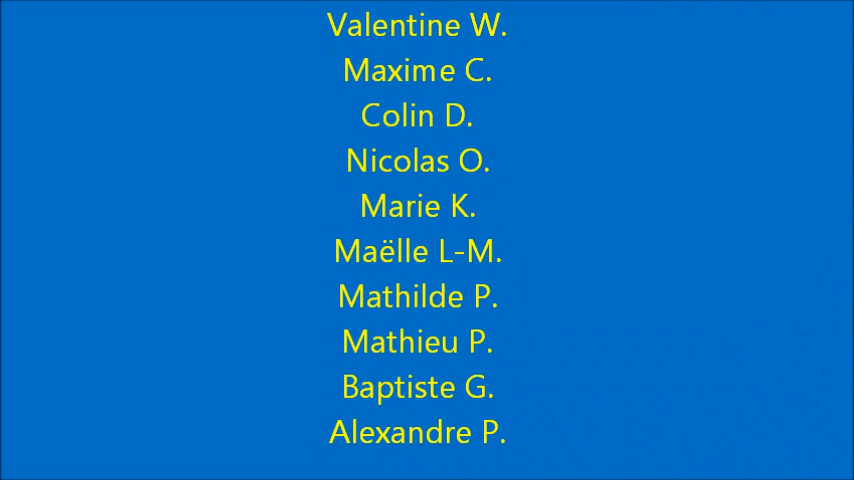 Valentine W.
Maxime C.
Colin D.
Nicolas O.
Marie K.
Maëlle L-M.
Mathilde P.
Mathieu P.
Baptiste G.
Alexandre P.